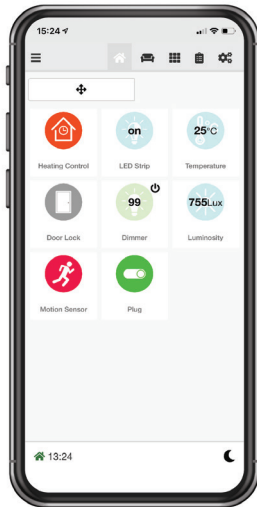 15:24
on
25°C
Heating Control
LED Strip
Temperature
99
755Lux
Door Lock
Dimmer
Luminosity
Motion Sensor
Plug
13:24